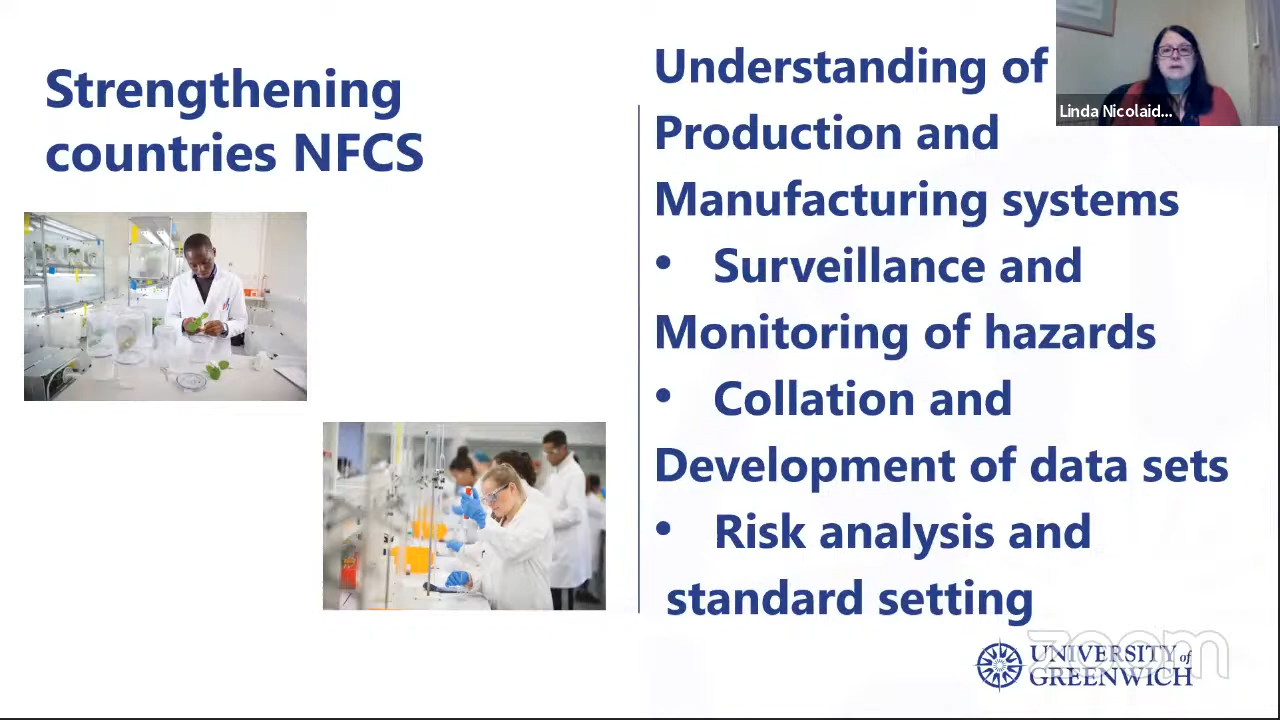 Strengthening
countries NFCS
Understanding of
Production and
Manufacturing systems
• Surveillance and
Monitoring of hazards
• Collation and
Development of data sets
• Risk analysis and
standard setting
Linda Nicolaid...
UNIVERSITY of
GREENWICH
zoom